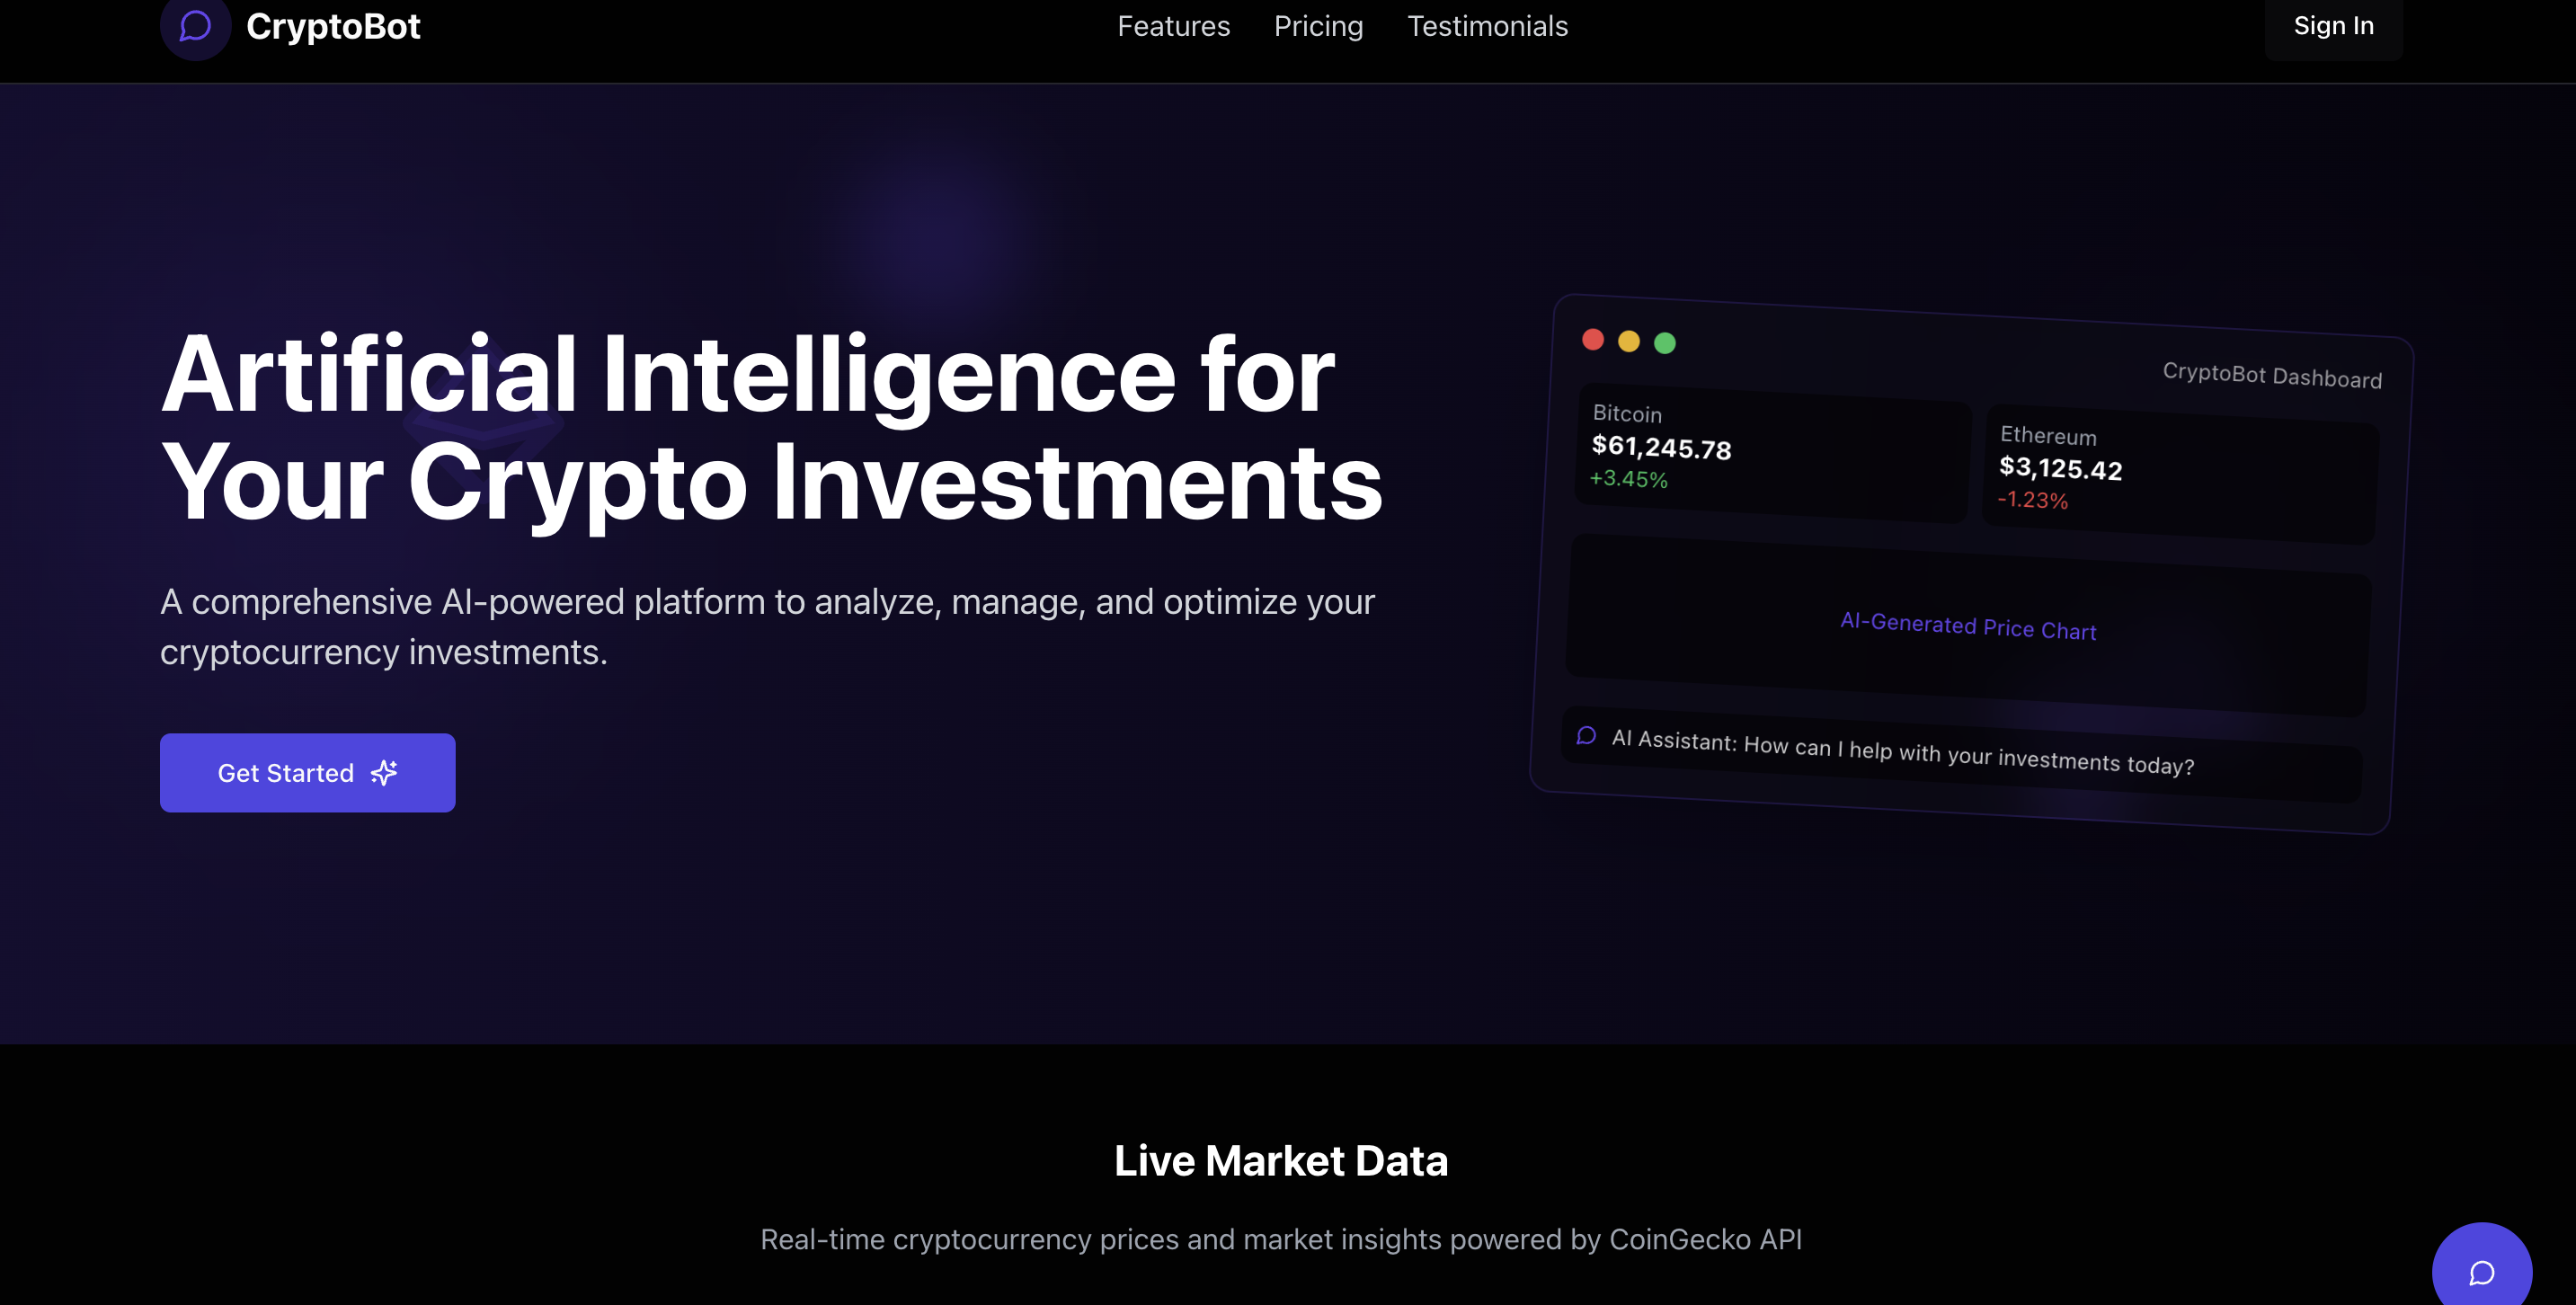 CryptoBot
Features
Pricing
Testimonials
Sign In
Artificial Intelligence for
Your Crypto Investments
A comprehensive AI-powered platform to analyze, manage, and optimize your
cryptocurrency investments.
Get Started
CryptoBot Dashboard
Bitcoin
$61,245.78
+3.45%
Ethereum
$3,125.42
-1.23%
AI-Generated Price Chart
AI Assistant: How can I help with your investments today?
Live Market Data
Real-time cryptocurrency prices and market insights powered by CoinGecko API